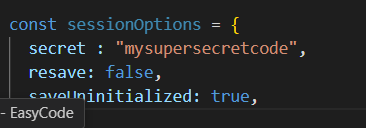 const sessionOptions = {
secret : "mysupersecretcode",
resave: false,
saveUninitialized: true,
- EasyCode